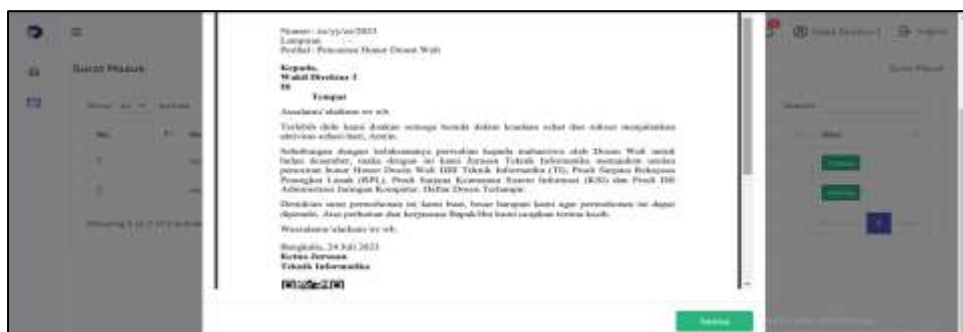 Nomor: xx/yy/zz/2023
Lampiran: -
Perihal: Pencairan Honor Dosen Wali
Kepada,
Wakil Direktur I
Di
Tempat
Assalamu'alaikum wr wb.
Terlebih dulu kami doakan semoga berada dalam keadaan sehat dan sukses menjalankan
aktivitas sehari-hari, Aamiin.
Sehubungan dengan terlaksananya perwalian kepada mahasiswa oleh Dosen Wali untuk
bulan desember, maka dengan ini kami Jurusan Teknik Informatika mengajukan usulan
pencairan honor Dosen Wali DIII Teknik Informatika (TI), Prodi Sarjana Rekayasa
Perangkat Lunak (RPL), Prodi Sarjana Keamanan Sistem Informasi (KSI) dan Prodi DII
Administrasi Jaringan Komputer. Daftar Dosen Terlampir.
Demikian surat permohonan ini kami buat, besar harapan kami agar permohonan ini dapat
dipenuhi. Atas perhatian dan kerjasama Bapak/Ibu kami ucapkan terima kasih.
Wassalamu'alaikum wr wb.
Bengkalis, 24 Juli 2023
Ketua Jurusan
Teknik Informatika
Surat Masuk
Surat Masuk
Show
entries
Search
No.